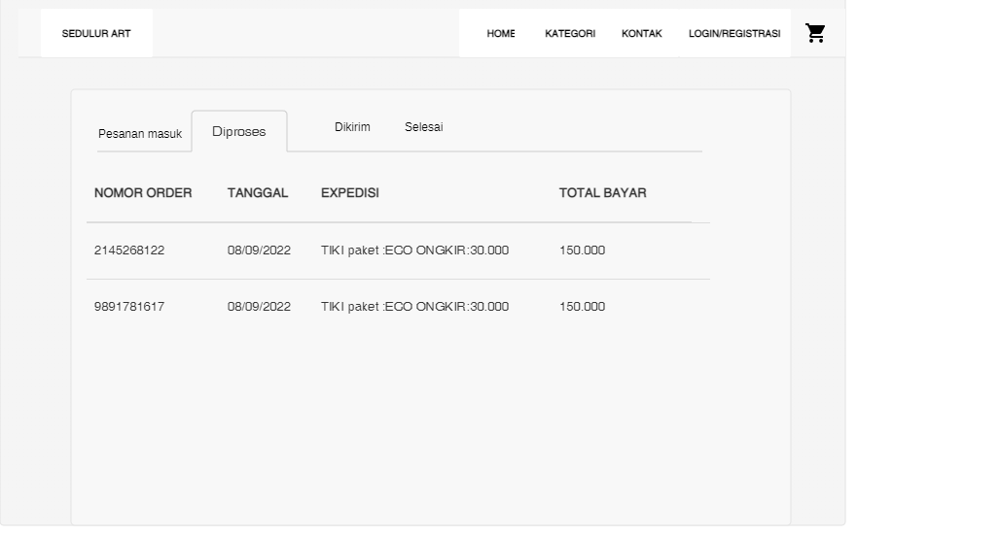 SEDULUR ART HOME KATEGORI KONTAK LOGIN/REGISTRASI
Pesanan masuk Diproses Dikirim Selesai
NOMOR ORDER TANGGAL EXPEDISI TOTAL BAYAR
2145268122 08/09/2022 TIKI paket :ECO ONGKIR:30.000 150.000
9891781617 08/09/2022 TIKI paket :ECO ONGKIR:30.000 150.000